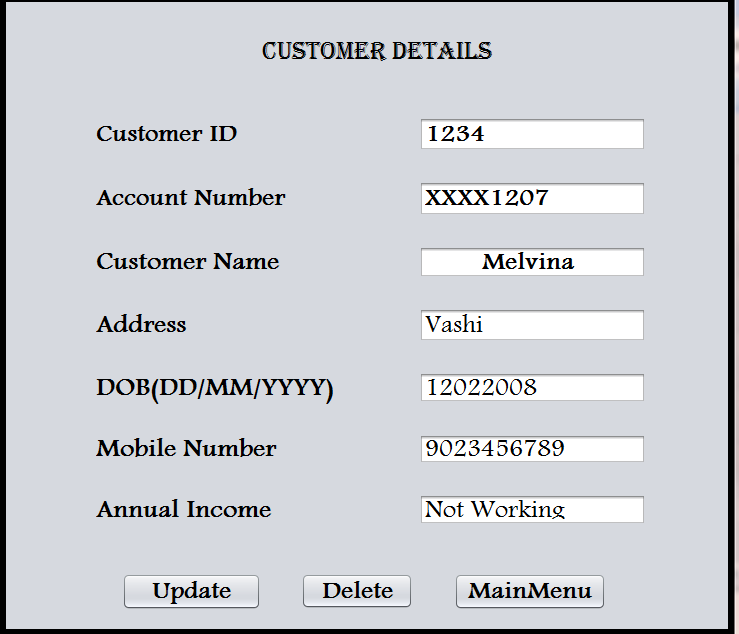 CUSTOMER DETAILS
Customer ID 1234
Account Number XXXX1207
Customer Name Melvina
Address Vashi
DOB(DD/MM/YYYY) 12022008
Mobile Number 9023456789
Annual Income Not Working
Update Delete MainMenu